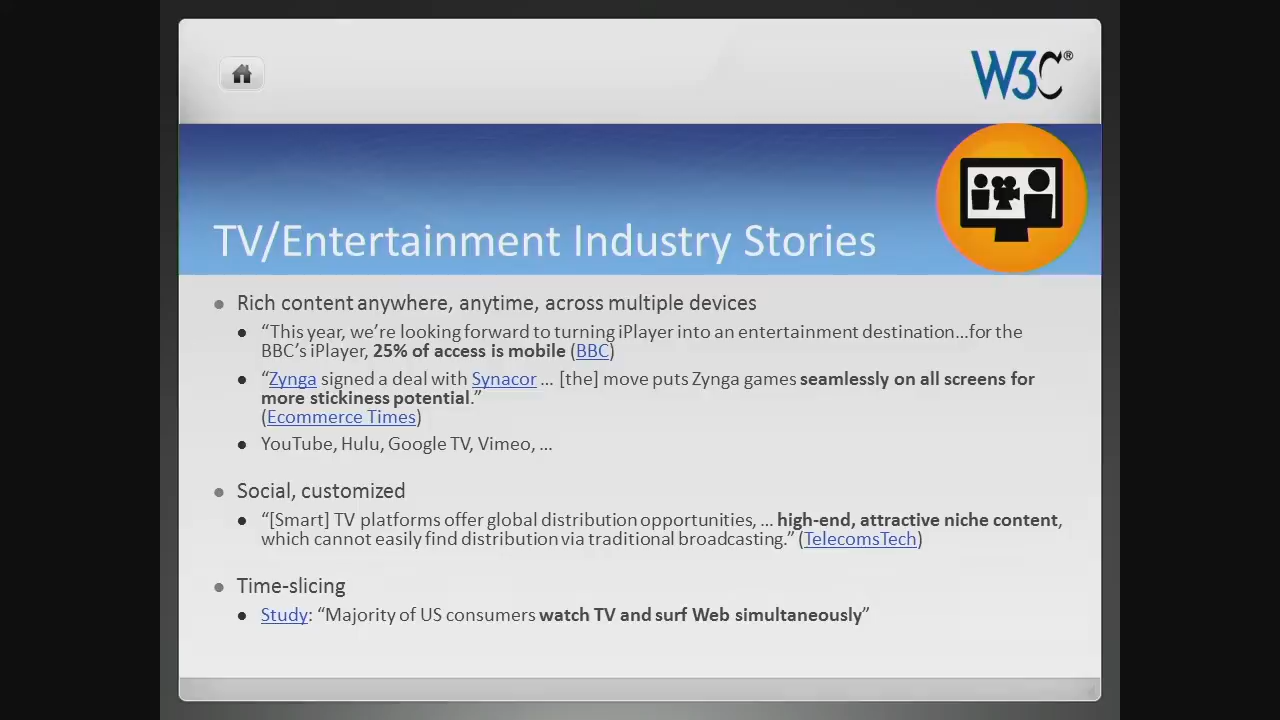 W3C®
TV/Entertainment Industry Stories
Rich content anywhere, anytime, across multiple devices
“This year, we’re looking forward to turning iPlayer into an entertainment destination...for the
BBC’s iPlayer, 25% of access is mobile (BBC)
“Zynga signed a deal with Synacor ... [the] move puts Zynga games seamlessly on all screens for
more stickiness potential.”
(Ecommerce Times)
YouTube, Hulu, Google TV, Vimeo, ...
Social, customized
“[Smart] TV platforms offer global distribution opportunities, ... high-end, attractive niche content,
which cannot easily find distribution via traditional broadcasting.” (TelecomsTech)
Time-slicing
Study: “Majority of US consumers watch TV and surf Web simultaneously”